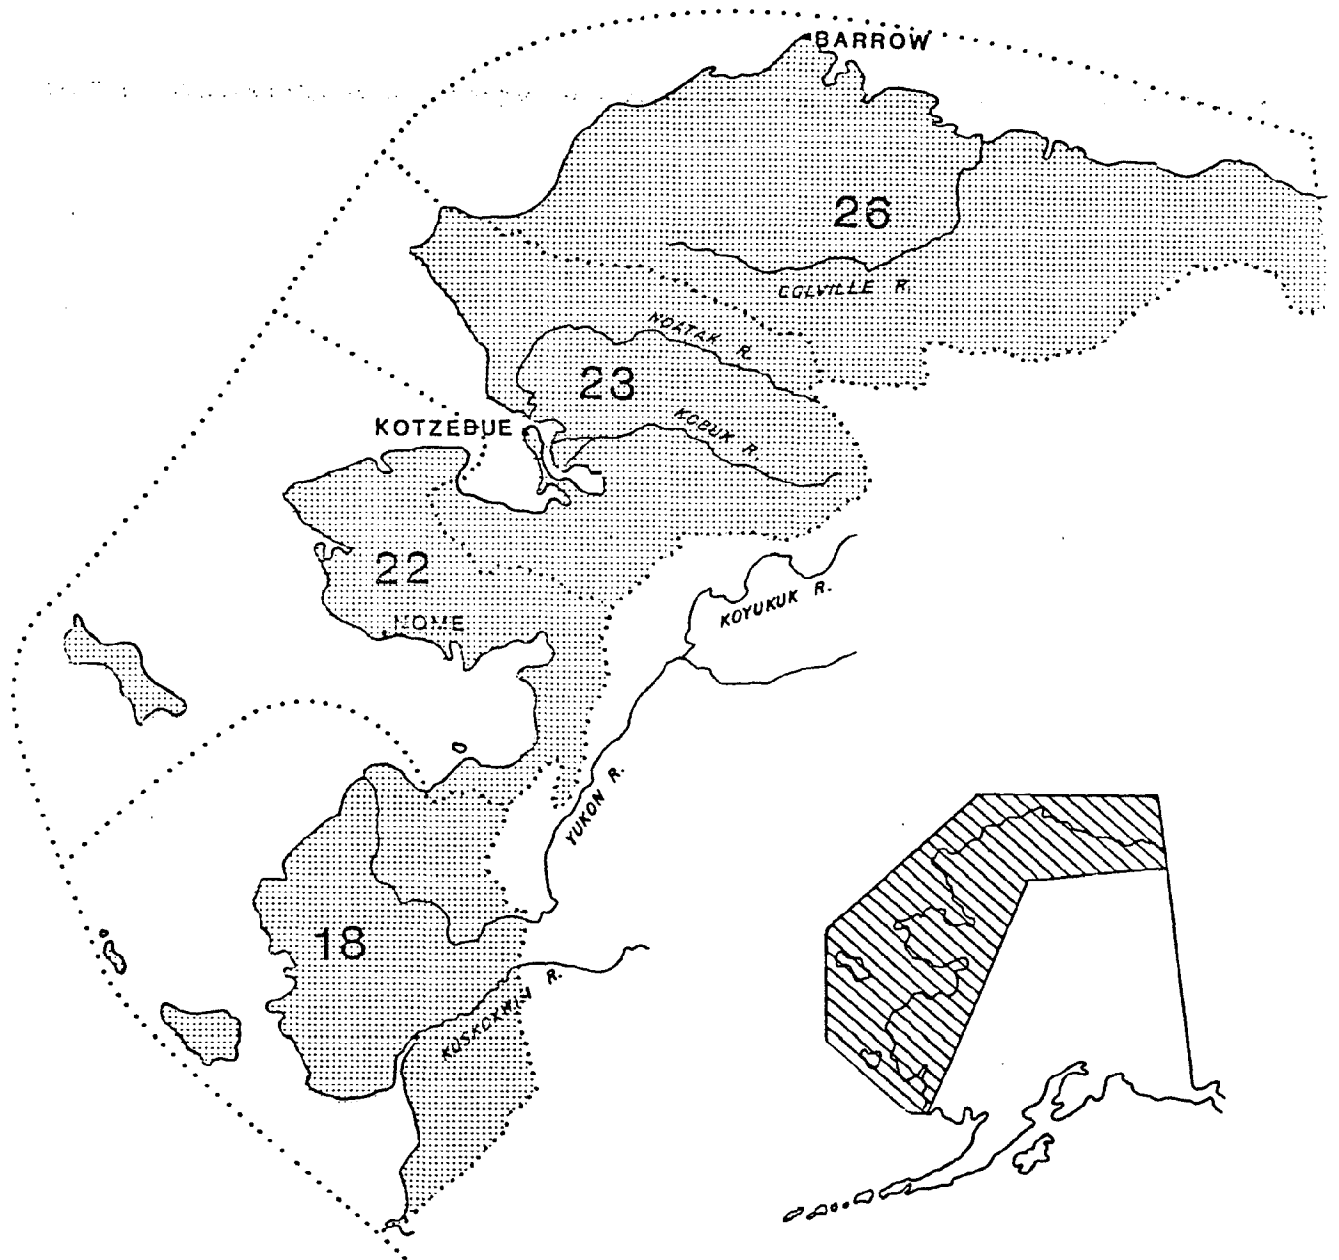 BARROW
26
COLVILLE R.
NOATAK R.
23
KOTZEBUE
KOBUK R.
22
NOME
KOYUKUK R.
YUKON R.
18
KUSKOKWIM R.